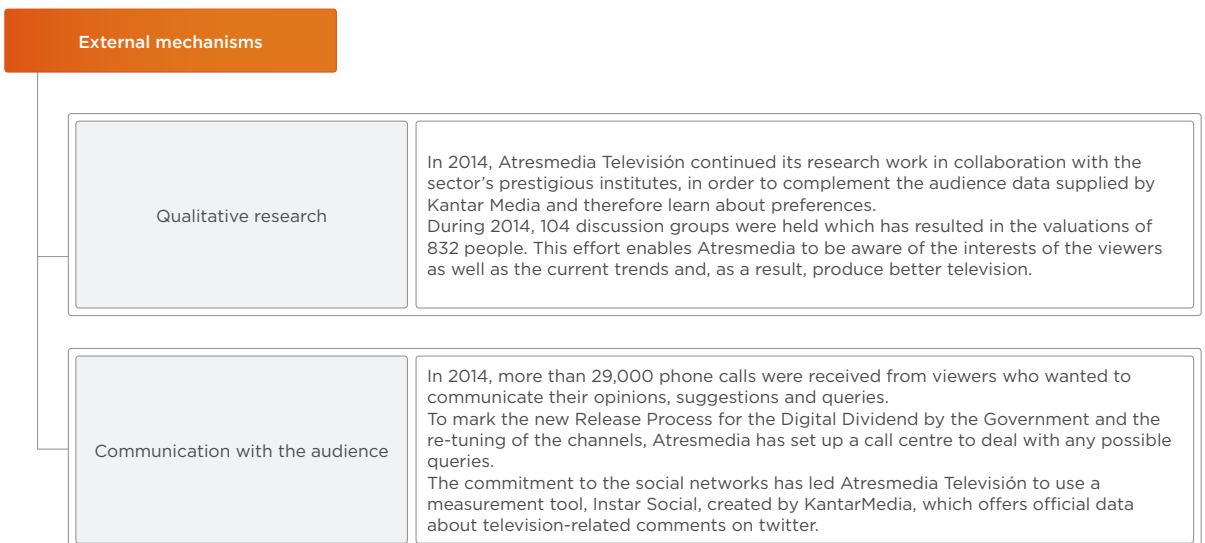 External mechanisms
Qualitative research
In 2014, Atresmedia Televisión continued its research work in collaboration with the
sector's prestigious institutes, in order to complement the audience data supplied by
Kantar Media and therefore learn about preferences.
During 2014, 104 discussion groups were held which has resulted in the valuations of
832 people. This effort enables Atresmedia to be aware of the interests of the viewers
as well as the current trends and, as a result, produce better television.
Communication with the audience
In 2014, more than 29,000 phone calls were received from viewers who wanted to
communicate their opinions, suggestions and queries.
To mark the new Release Process for the Digital Dividend by the Government and the
re-tuning of the channels, Atresmedia has set up a call centre to deal with any possible
queries.
The commitment to the social networks has led Atresmedia Televisión to use a
measurement tool, Instar Social, created by KantarMedia, which offers official data
about television-related comments on twitter.